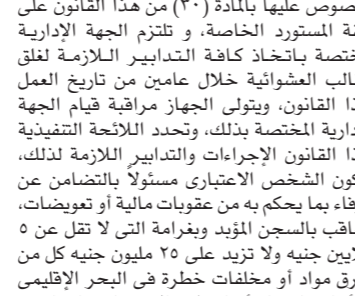 صوص عليها بالمادة (٣٠) من هذا القانون على
نة المستورد الخاصة، و تلتزم الجهة الإدارية
ختصة باتخاذ كافة التدابير اللازمة لغلق
الب العشوائية خلال عامين من تاريخ العمل
ذا القانون، ويتولى الجهاز مراقبة قيام الجهة
دارية المختصة بذلك، وتحدد اللائحة التنفيذية
ذا القانون الإجراءات والتدابير اللازمة لذلك،
كون الشخص الاعتبارى مسئولاً بالتضامن عن
فاء بما يحكم به من عقوبات مالية أو تعويضات،
اقب بالسجن المؤبد وبغرامة التى لا تقل عن ٥
لايين جنيه ولا تزيد على ٢٥ مليون جنيه كل من
رق مواد أو مخلفات خطرة فى البحر الإقليمى